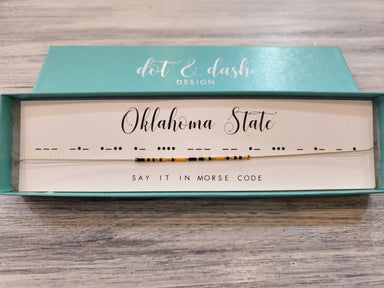 dot & dash
DESIGN
Oklahoma State
SAY IT IN MORSE CODE